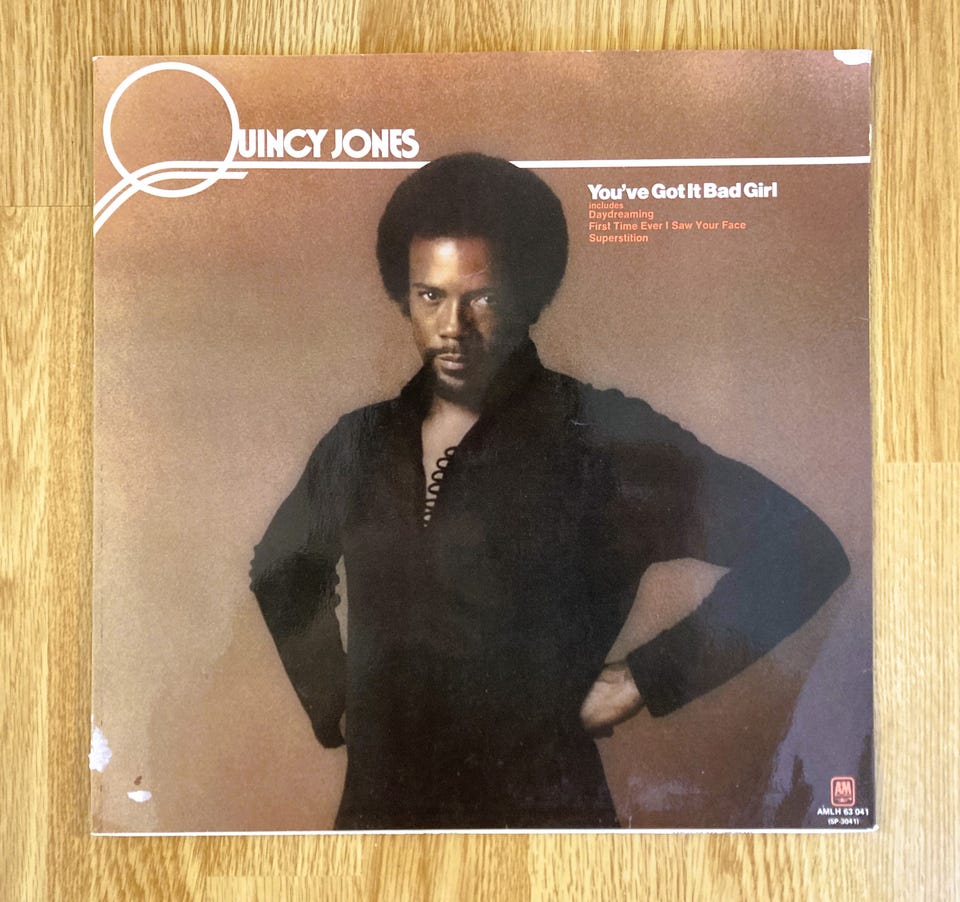 QUINCY JONES
You've Got It Bad Girl
includes
Daydreaming
First Time Ever I Saw Your Face
Superstition
A&M
AMLH 63 041
(SP-3041)